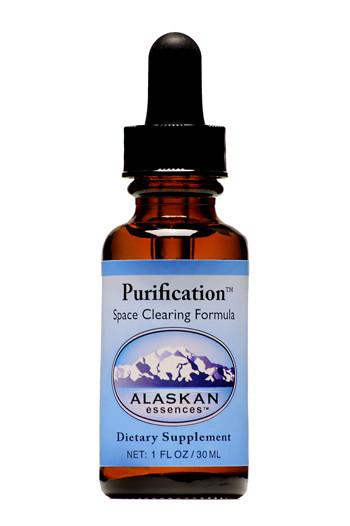 Purification™
Space Clearing Formula
ALASKAN
essences™
Dietary Supplement
NET: 1 FL OZ / 30 ML